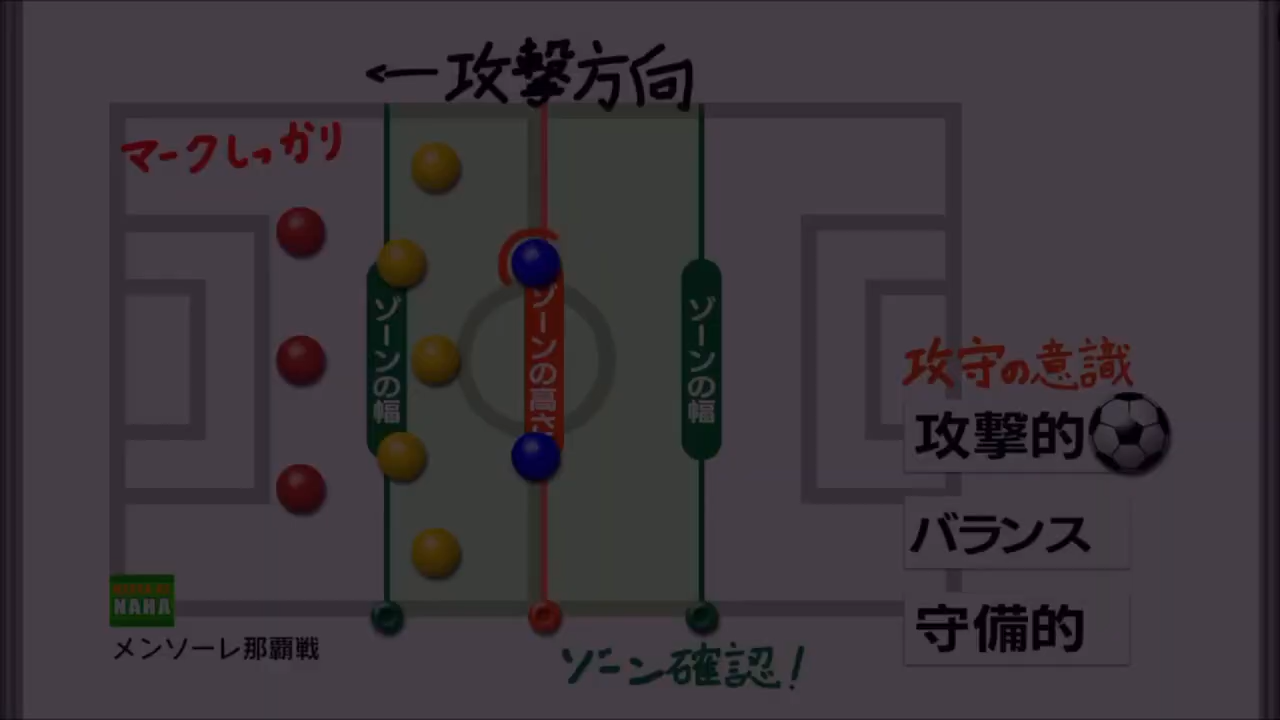 ←攻撃方向
マークしっかり
ゾーンの幅
ゾーンの高さ
ゾーンの幅
攻守の意識
攻撃的
バランス
守備的
NAHA
メンソーレ那覇戦
ゾーン確認!